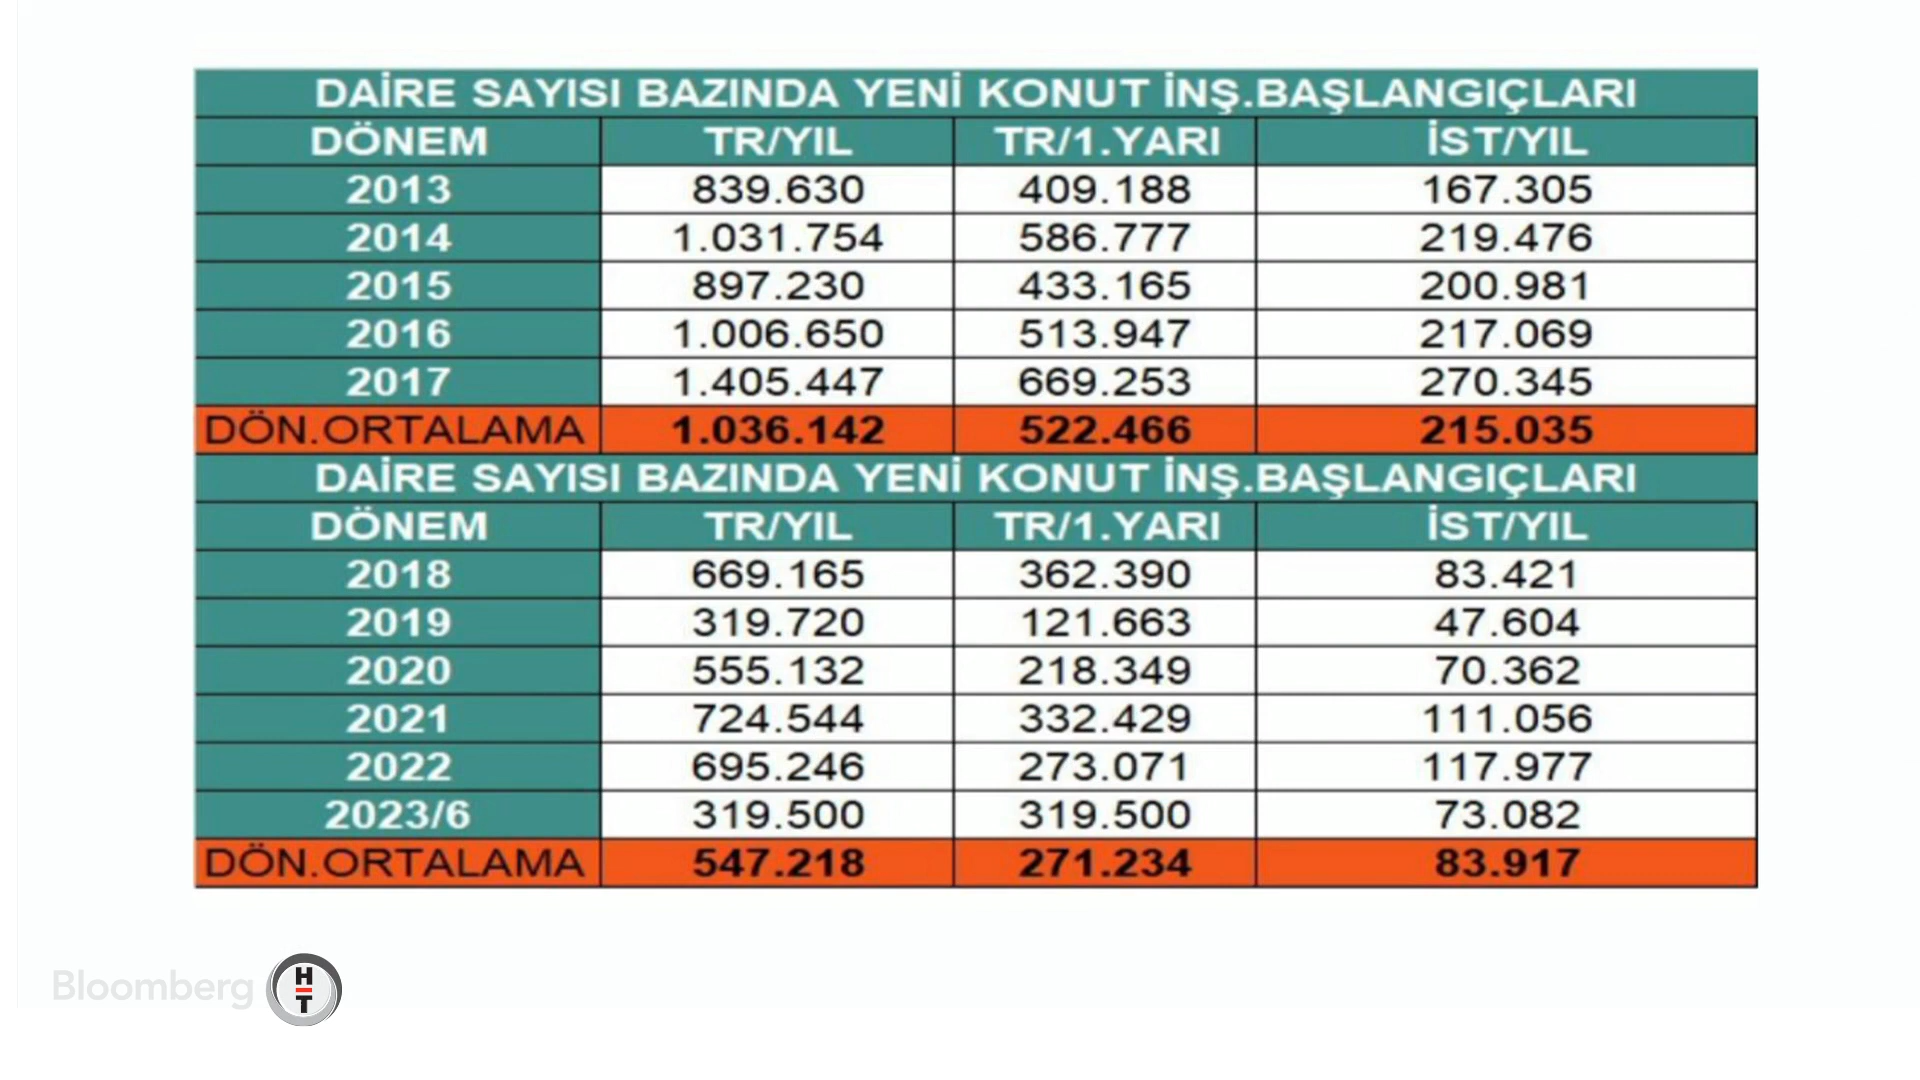 DAİRE SAYISI BAZINDA YENİ KONUT İNŞ.BAŞLANGIÇLARI
DÖNEM TR/YIL TR/1.YARI İST/YIL
2013 839.630 409.188 167.305
2014 1.031.754 586.777 219.476
2015 897.230 433.165 200.981
2016 1.006.650 513.947 217.069
2017 1.405.447 669.253 270.345
DÖN.ORTALAMA 1.036.142 522.466 215.035
DAİRE SAYISI BAZINDA YENİ KONUT İNŞ.BAŞLANGIÇLARI
DÖNEM TR/YIL TR/1.YARI İST/YIL
2018 669.165 362.390 83.421
2019 319.720 121.663 47.604
2020 555.132 218.349 70.362
2021 724.544 332.429 111.056
2022 695.246 273.071 117.977
2023/6 319.500 319.500 73.082
DÖN.ORTALAMA 547.218 271.234 83.917
Bloomberg HT